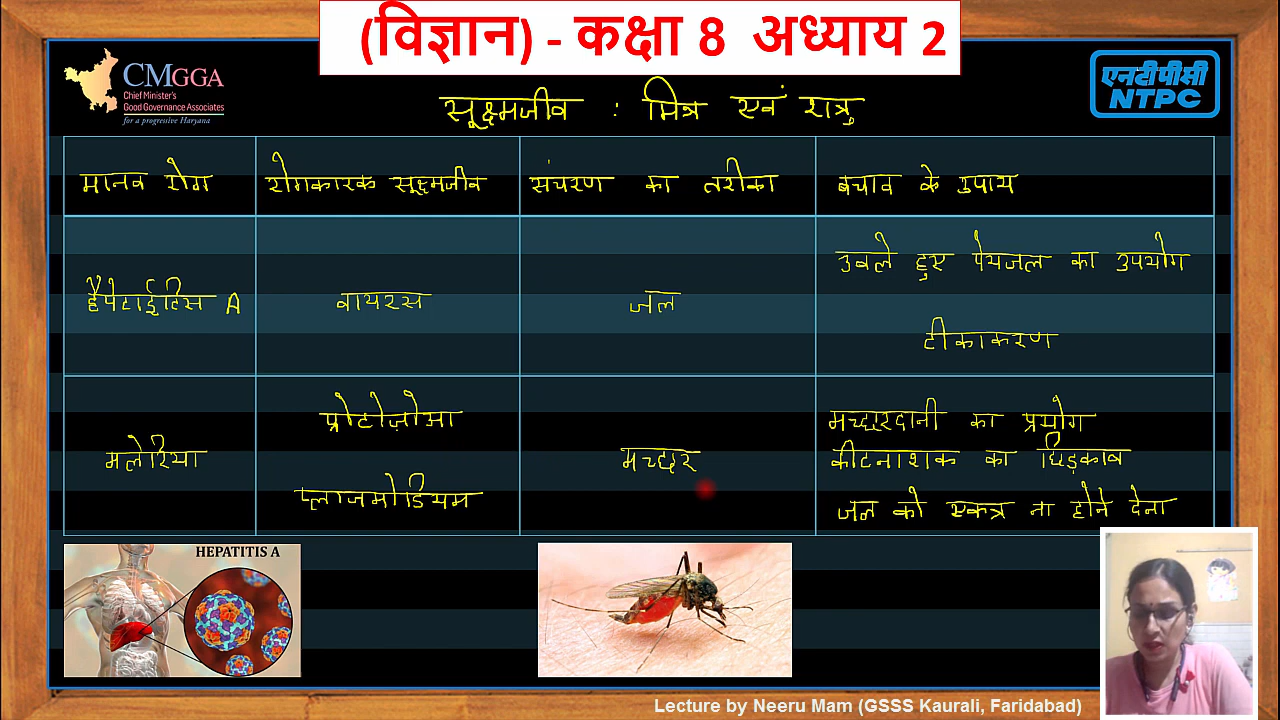 (विज्ञान) - कक्षा 8 अध्याय 2
CMGGA
Chief Minister's
Good Governance Associates
for a progressive Haryana
एनटीपीसी
NTPC
सूक्ष्मजीव : मित्र एवं शत्रु
मानव रोग रोगकारक सूक्ष्मजीव संचरण का तरीका बचाव के उपाय
हैपेटाईटिस A वायरस जल उबले हुए पेयजल का उपयोग
टीकाकरण
मलेरिया प्रोटोज़ोआ मच्छर मच्छरदानी का प्रयोग
प्लाजमोडियम कीटनाशक का छिड़काव
जल को एकत्र ना होने देना
HEPATITIS A
Lecture by Neeru Mam (GSSS Kaurali, Faridabad)